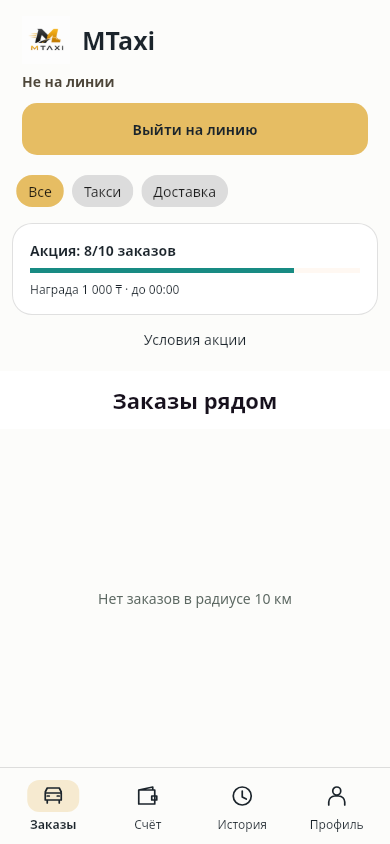 MTAXI
MTaxi
Не на линии
Выйти на линию
Все
Такси
Доставка
Акция: 8/10 заказов
Награда 1 000 ₸ · до 00:00
Условия акции
Заказы рядом
Нет заказов в радиусе 10 км
Заказы
Счёт
История
Профиль